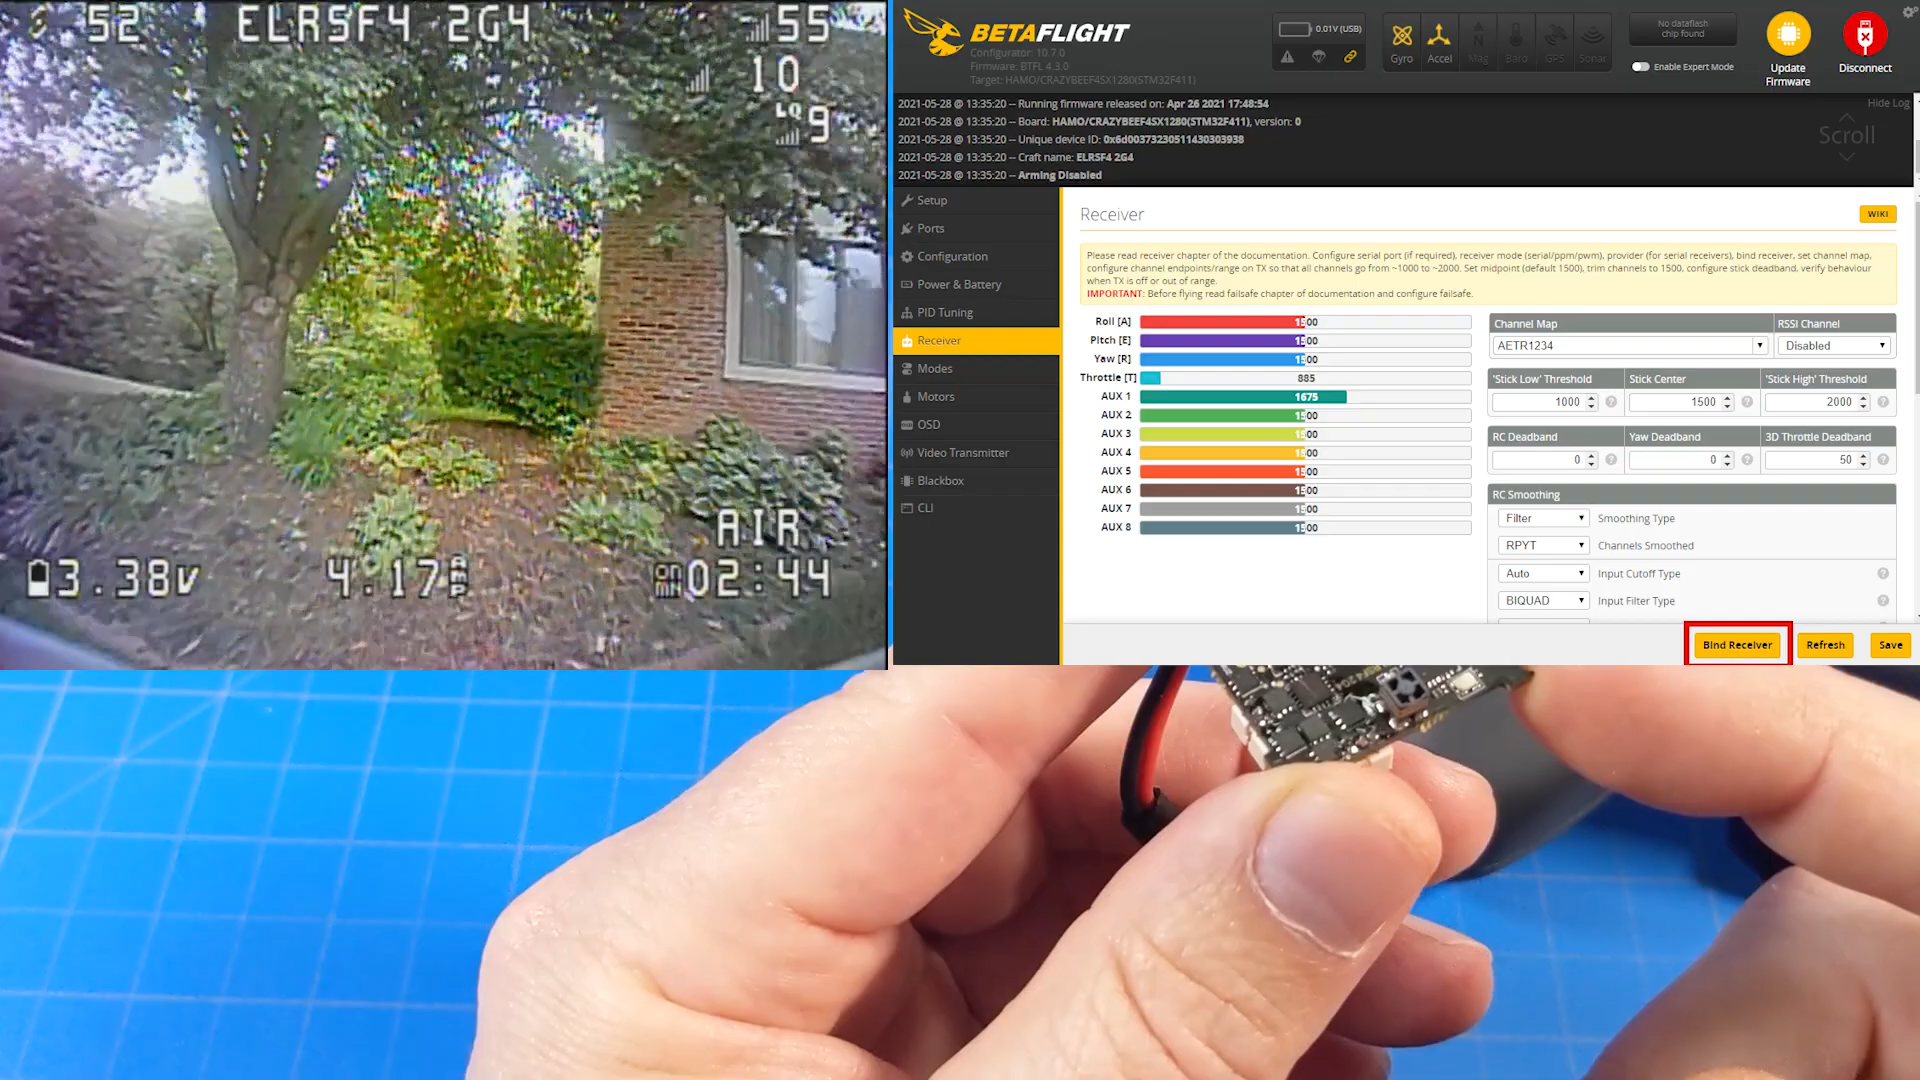 52 ELRSF4 2G4 55
10
LQ 9
AIR
3.38V 4.17 AMP ON MN 02:44
BETAFLIGHT
Configurator: 10.7.0
Firmware: BTFL 4.3.0
Target: HAMO/CRAZYBEEF4SX1280(STM32F411)
0.01V (USB)
Gyro Accel Mag Baro GPS Sonar
No dataflash
chip found
Enable Expert Mode
Update
Firmware
Disconnect
Hide Log
Scroll
2021-05-28 @ 13:35:20 -- Running firmware released on: Apr 26 2021 17:48:54
2021-05-28 @ 13:35:20 -- Board: HAMO/CRAZYBEEF4SX1280(STM32F411), version: 0
2021-05-28 @ 13:35:20 -- Unique device ID: 0x6d0037323051143030393 8
2021-05-28 @ 13:35:20 -- Craft name: ELRSF4 2G4
2021-05-28 @ 13:35:20 -- Arming Disabled
Setup
Ports
Configuration
Power & Battery
PID Tuning
Receiver
Modes
Motors
OSD
Video Transmitter
Blackbox
CLI
Receiver
WIKI
Please read receiver chapter of the documentation. Configure serial port (if required), receiver mode (serial/ppm/pwm), provider (for serial receivers), bind receiver, set channel map,
configure channel endpoints/range on TX so that all channels go from ~1000 to ~2000. Set midpoint (default 1500), trim channels to 1500, configure stick deadband, verify behaviour
when TX is off or out of range.
IMPORTANT: Before flying read failsafe chapter of documentation and configure failsafe.
Roll [A] 1500
Pitch [E] 1500
Yaw [R] 1500
Throttle [T] 885
AUX 1 1675
AUX 2 1500
AUX 3 1500
AUX 4 1500
AUX 5 1500
AUX 6 1500
AUX 7 1500
AUX 8 1500
Channel Map RSSI Channel
AETR1234 Disabled
'Stick Low' Threshold Stick Center 'Stick High' Threshold
1000 1500 2000
RC Deadband Yaw Deadband 3D Throttle Deadband
0 0 50
RC Smoothing
Filter Smoothing Type
RPYT Channels Smoothed
Auto Input Cutoff Type
BIQUAD Input Filter Type
Bind Receiver Refresh Save